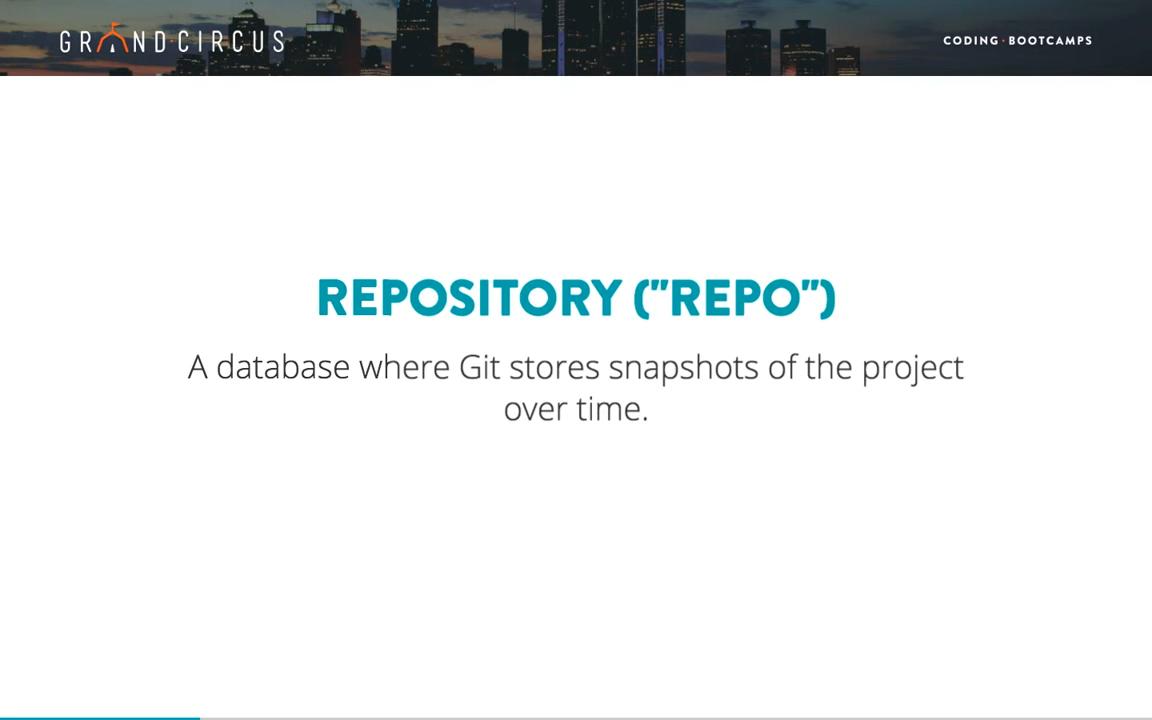 GRAND CIRCUS
CODING·BOOTCAMPS
REPOSITORY ("REPO")
A database where Git stores snapshots of the project
over time.